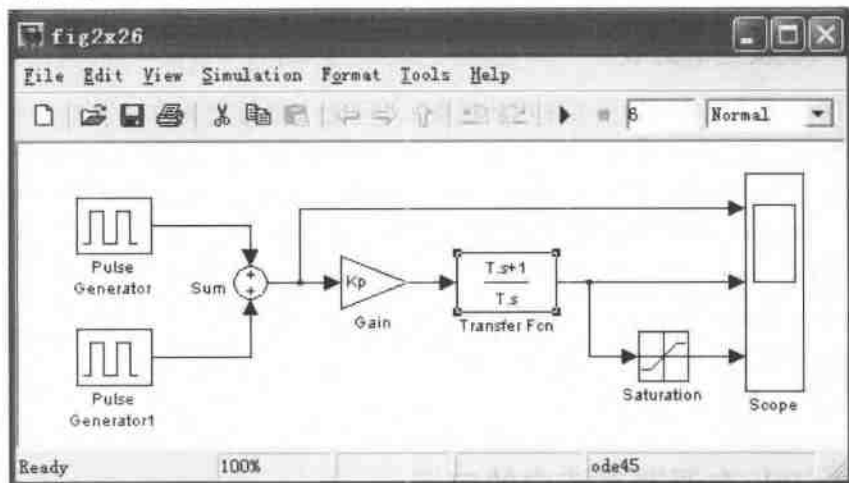 fig2x26
File Edit View Simulation Format Tools Help
6 Normal
Pulse
Generator
Sum
+
+
Kp
Gain
T.s+1
T.s
Transfer Fcn
Pulse
Generator1
Saturation
Scope
Ready 100% ode45